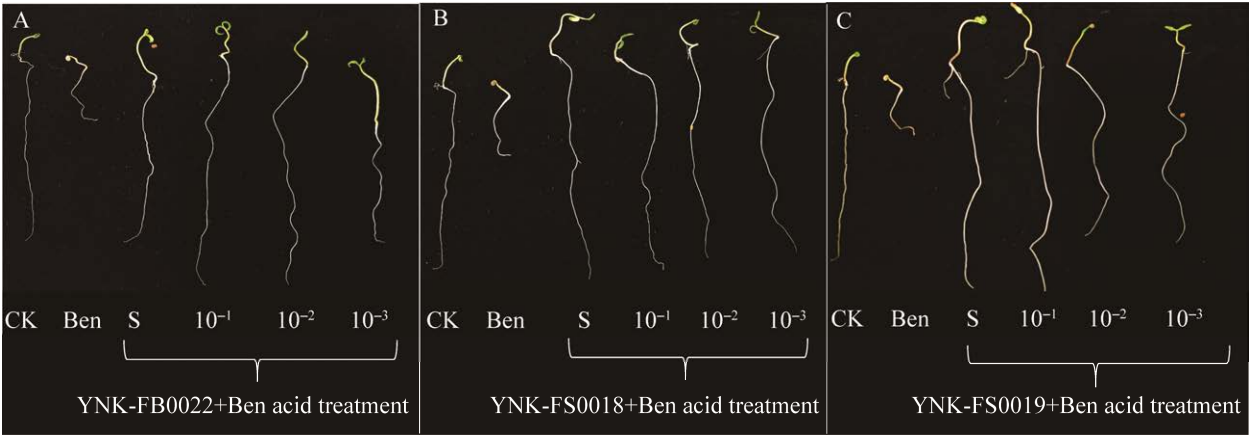 A
CK Ben S 10⁻¹ 10⁻² 10⁻³
YNK-FB0022+Ben acid treatment
B
CK Ben S 10⁻¹ 10⁻² 10⁻³
YNK-FS0018+Ben acid treatment
C
CK Ben S 10⁻¹ 10⁻² 10⁻³
YNK-FS0019+Ben acid treatment